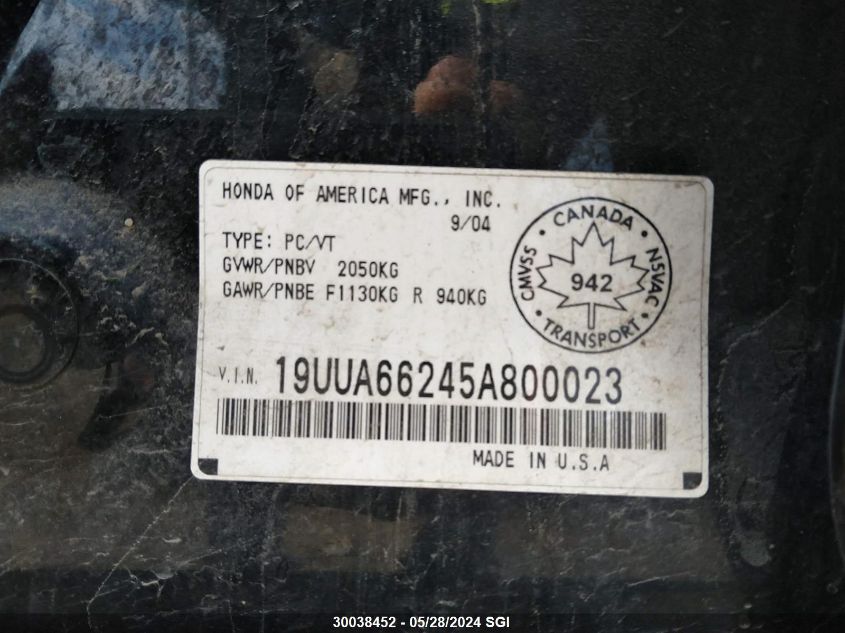 HONDA OF AMERICA MFG., INC.
9/04
TYPE: PC/VT
GVWR/PNBV 2050KG
GAWR/PNBE F1130KG R 940KG
CANADA
CMVSS
942
NSVAC
TRANSPORT
V.I.N. 19UUA66245A800023
MADE IN U.S.A
30038452 - 05/28/2024 SGI